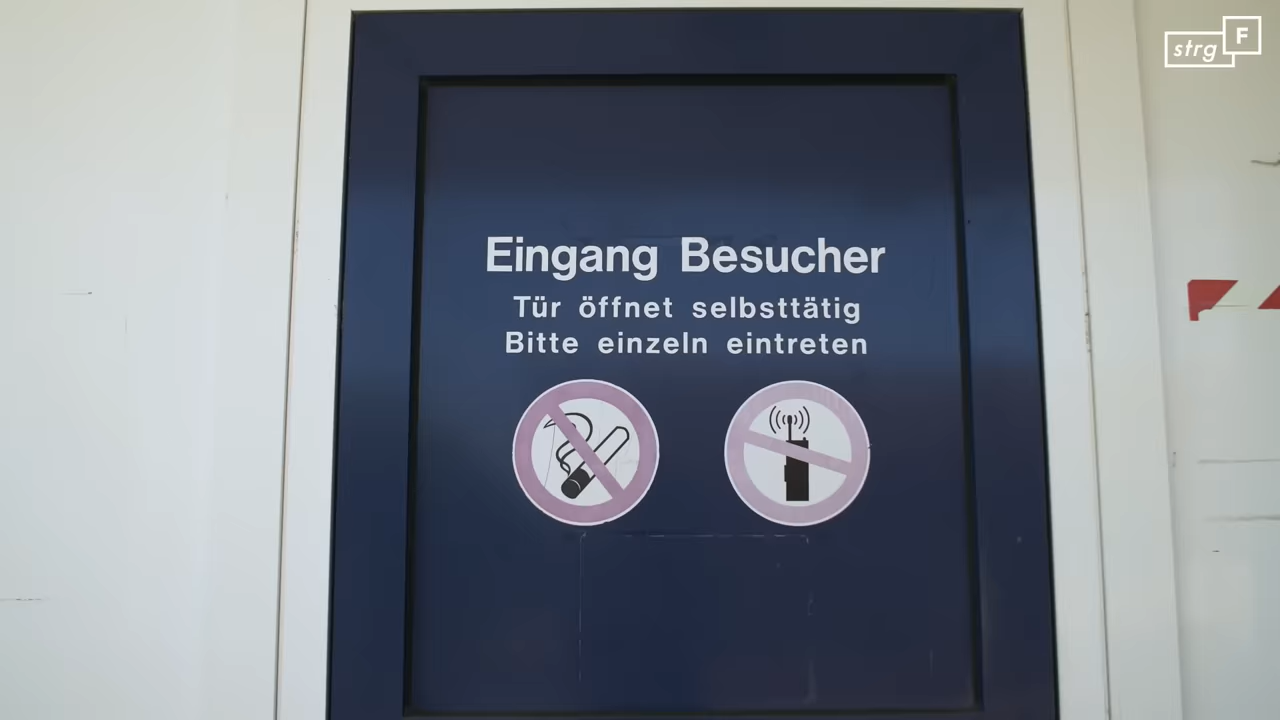 strg F
Eingang Besucher
Tür öffnet selbsttätig
Bitte einzeln eintreten